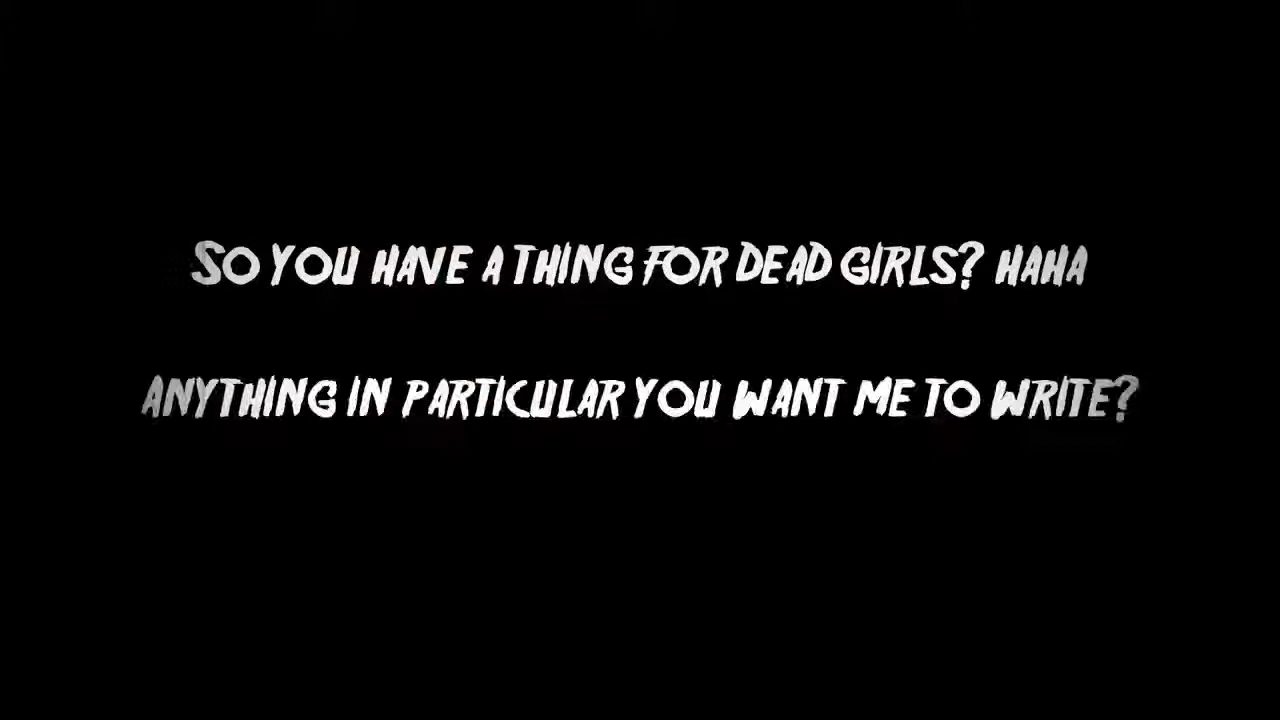 So you have a thing for dead girls? haha
Anything in particular you want me to write?